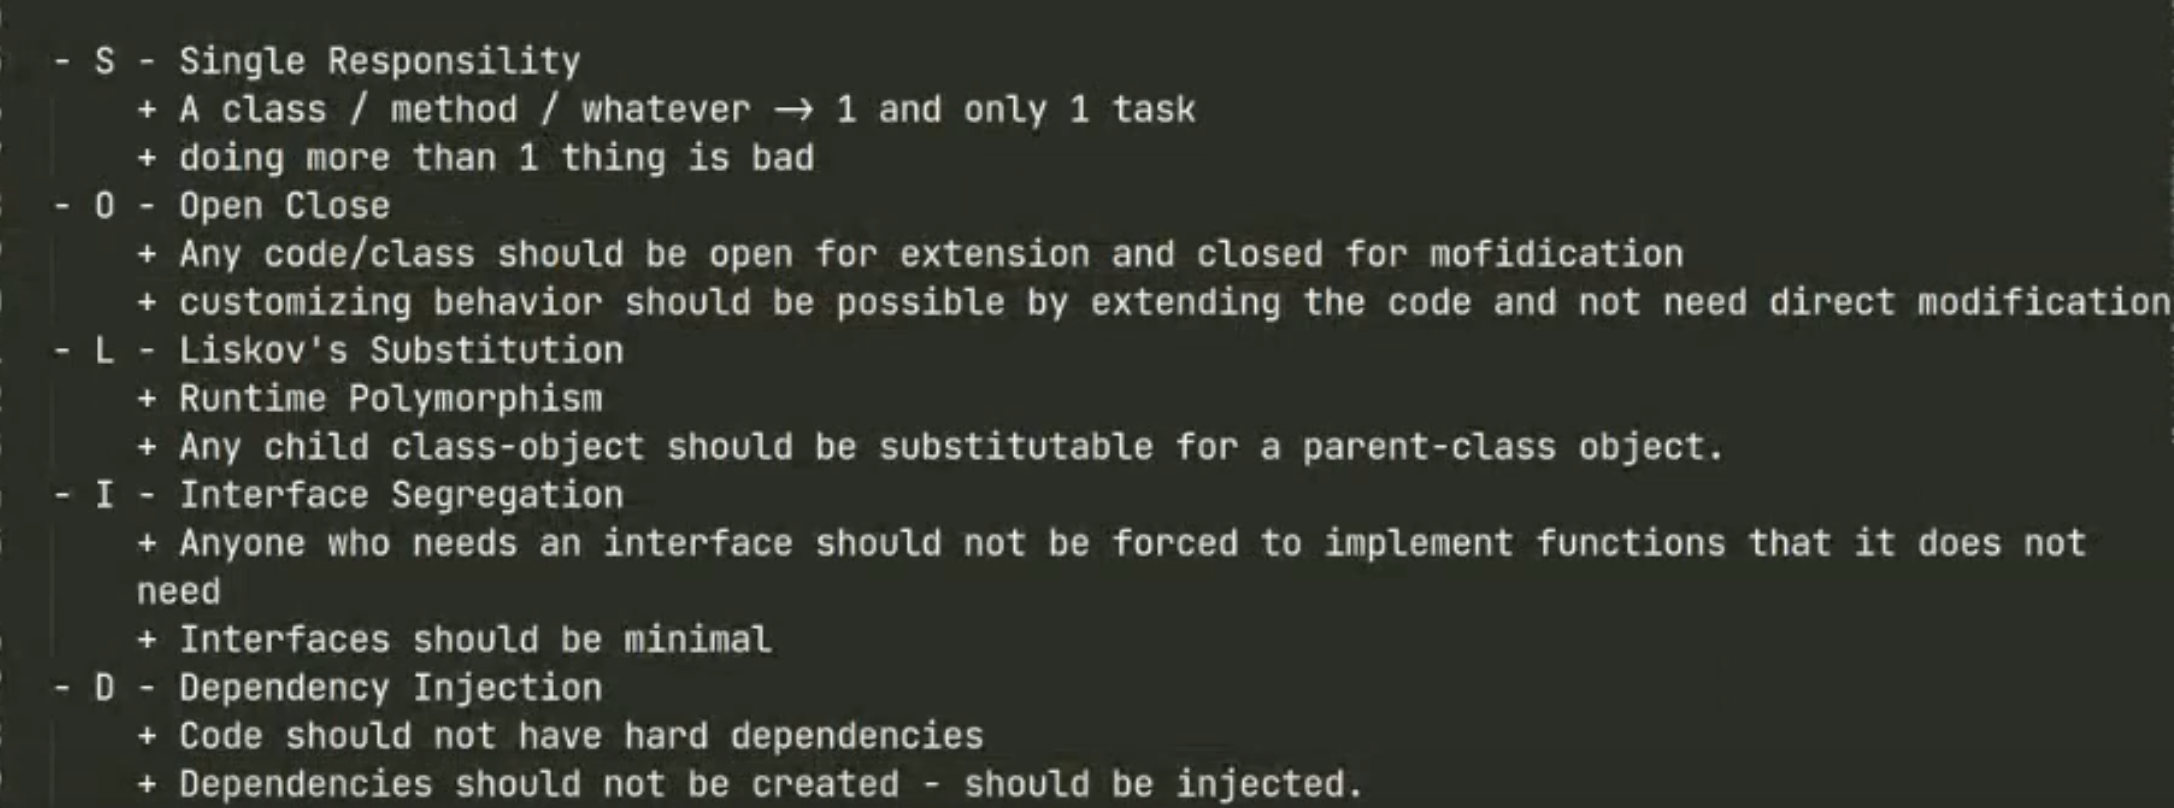 - S - Single Responsility
+ A class / method / whatever → 1 and only 1 task
+ doing more than 1 thing is bad
- O - Open Close
+ Any code/class should be open for extension and closed for mofidication
+ customizing behavior should be possible by extending the code and not need direct modification
- L - Liskov's Substitution
+ Runtime Polymorphism
+ Any child class-object should be substitutable for a parent-class object.
- I - Interface Segregation
+ Anyone who needs an interface should not be forced to implement functions that it does not
need
+ Interfaces should be minimal
- D - Dependency Injection
+ Code should not have hard dependencies
+ Dependencies should not be created - should be injected.